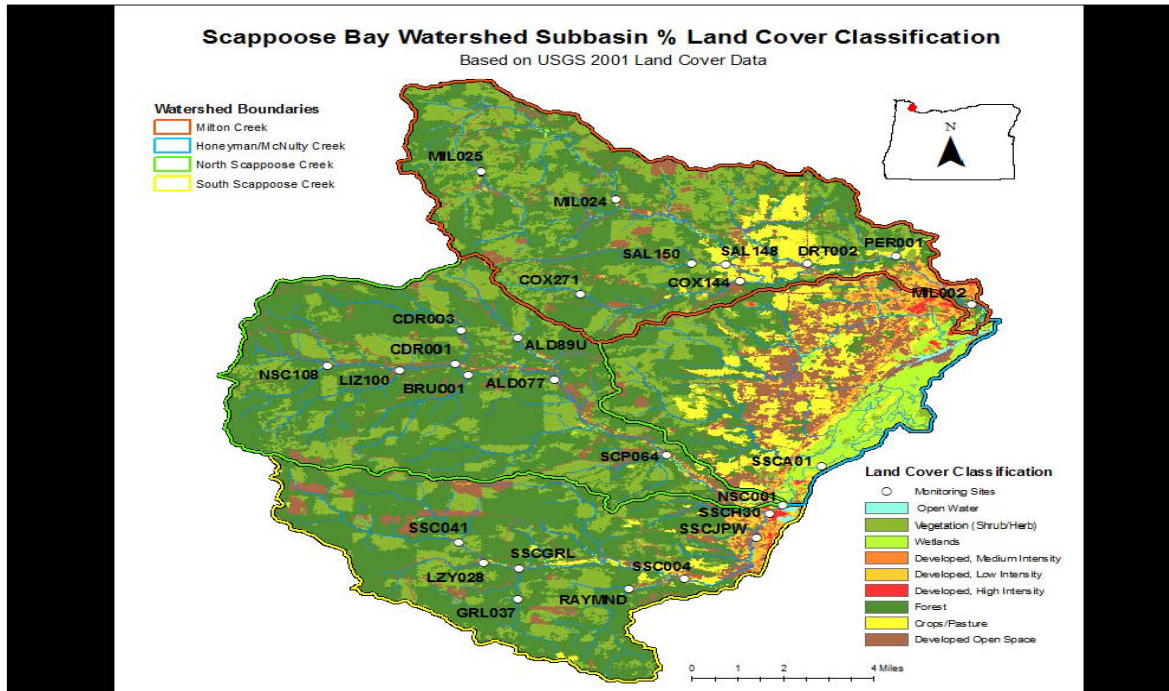 Scappoose Bay Watershed Subbasin % Land Cover Classification
Based on USGS 2001 Land Cover Data
Watershed Boundaries
Milton Creek
Honeyman/McNulty Creek
North Scappoose Creek
South Scappoose Creek
N
MIL025
MIL024
SAL150
SAL148
DRT002
PER001
COX271
COX144
MIL002
CDR003
ALD89U
CDR001
NSC108
LIZ100
BRU001
ALD077
SCP064
SSCA01
NSC001
SSCH30
SSCJPW
SSC041
SSCGRL
SSC004
LZY028
RAYMND
GRL037
Land Cover Classification
Monitoring Sites
Open Water
Vegetation (Shrub/Herb)
Wetlands
Developed, Medium Intensity
Developed, Low Intensity
Developed, High Intensity
Forest
Crops/Pasture
Developed Open Space
0 1 2 4 Miles